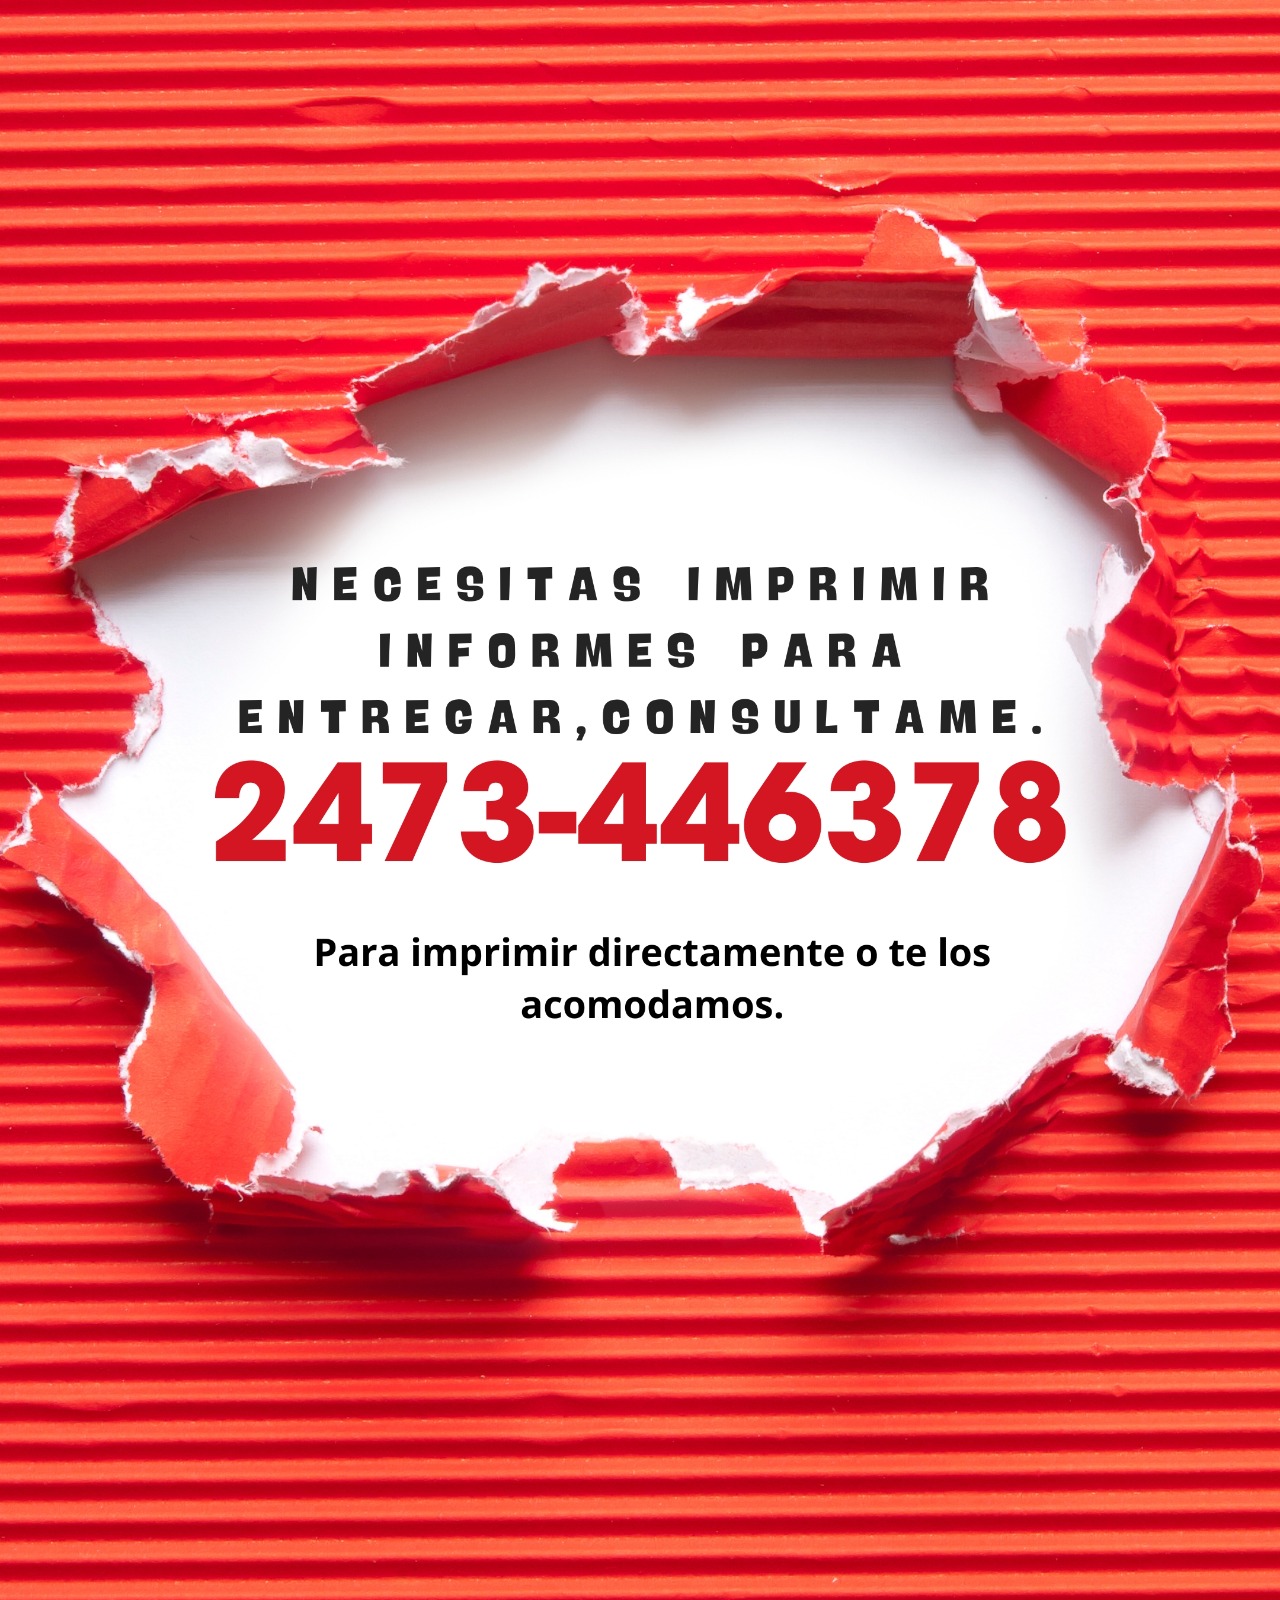 NECESITAS IMPRIMIR
INFORMES PARA
ENTREGAR,CONSULTAME.
2473-446378
Para imprimir directamente o te los
acomodamos.